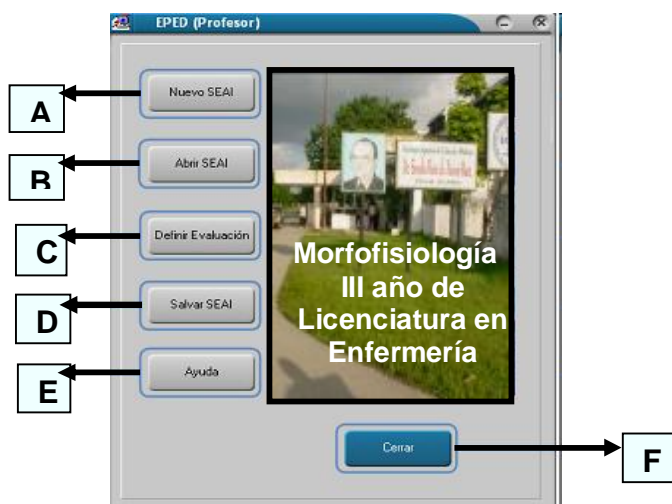 EPED (Profesor)
Nuevo SEAI
A
Abrir SEAI
B
Definir Evaluación
C
Salvar SEAI
D
Ayuda
E
Morfofisiología
III año de
Licenciatura en
Enfermería
Cerrar
F